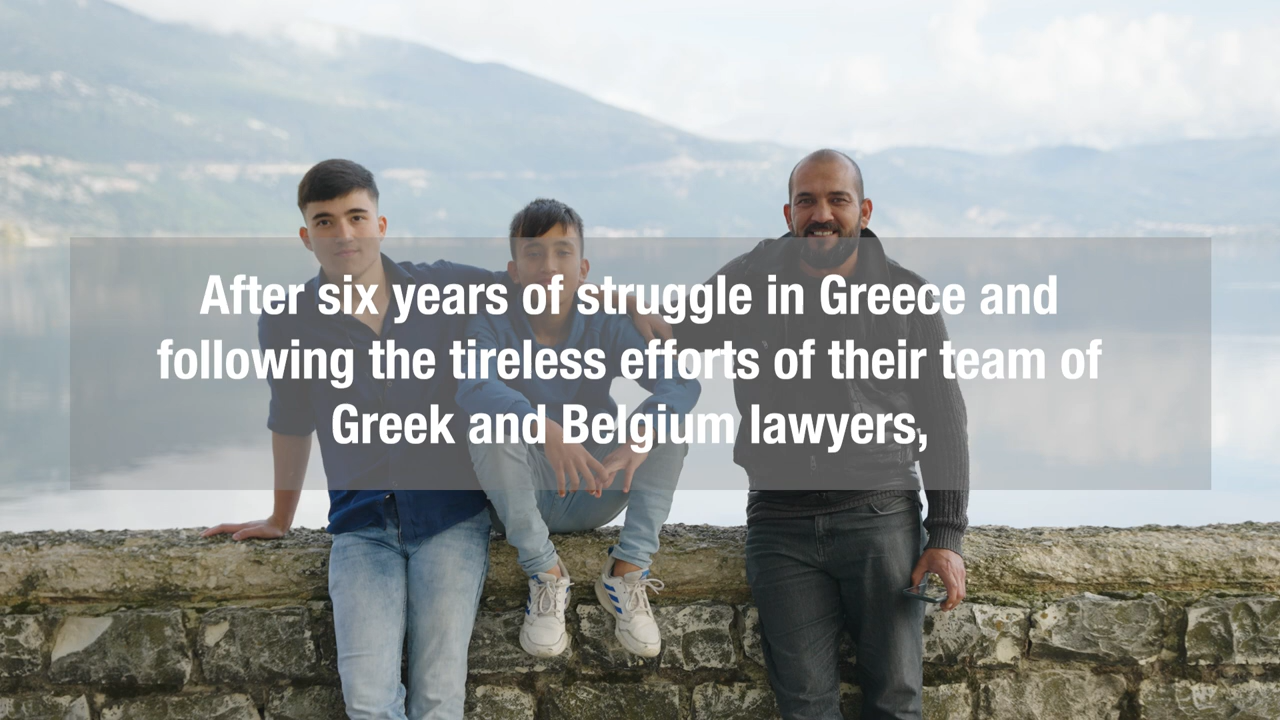 After six years of struggle in Greece and
following the tireless efforts of their team of
Greek and Belgium lawyers,